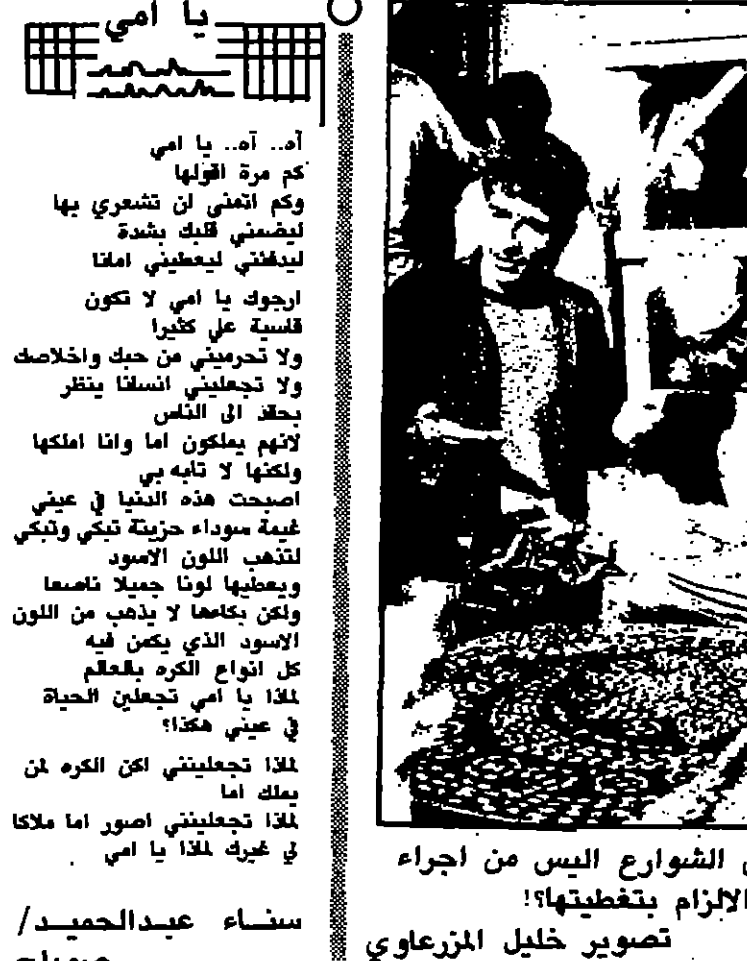 يا امي
آه.. آه.. يا امي
كم مرة اقولها
وكم اتمنى ان تشعري بها
ليضمني قلبك بشدة
ليدفئني ليعطيني امانا
ارجوك يا امي لا تكون
قاسية علي كثيرا
ولا تحرميني من حبك واخلاصك
ولا تجعليني انسانا ينظر
بحقد الى الناس
لانهم يملكون اما وانا املكها
ولكنها لا تابه بي
اصبحت هذه الدنيا في عيني
غيمة سوداء حزينة تبكي وتبكي
لتذهب اللون الاسود
ويعطيها لونا جميلا ناصعا
ولكن بكاءها لا يذهب من اللون
الاسود الذي يكمن فيه
كل انواع الكره بالعالم
لماذا يا امي تجعلين الحياة
في عيني هكذا؟
لماذا تجعلينني اكن الكره لمن
يملك اما
لماذا تجعلينني اصور اما ملاكا
في غيرك لماذا يا امي
سنــاء عبـدالحميـد/
الشوارع اليس من اجراء
الالزام بتغطيتها؟!
تصوير خليل المزرعاوي